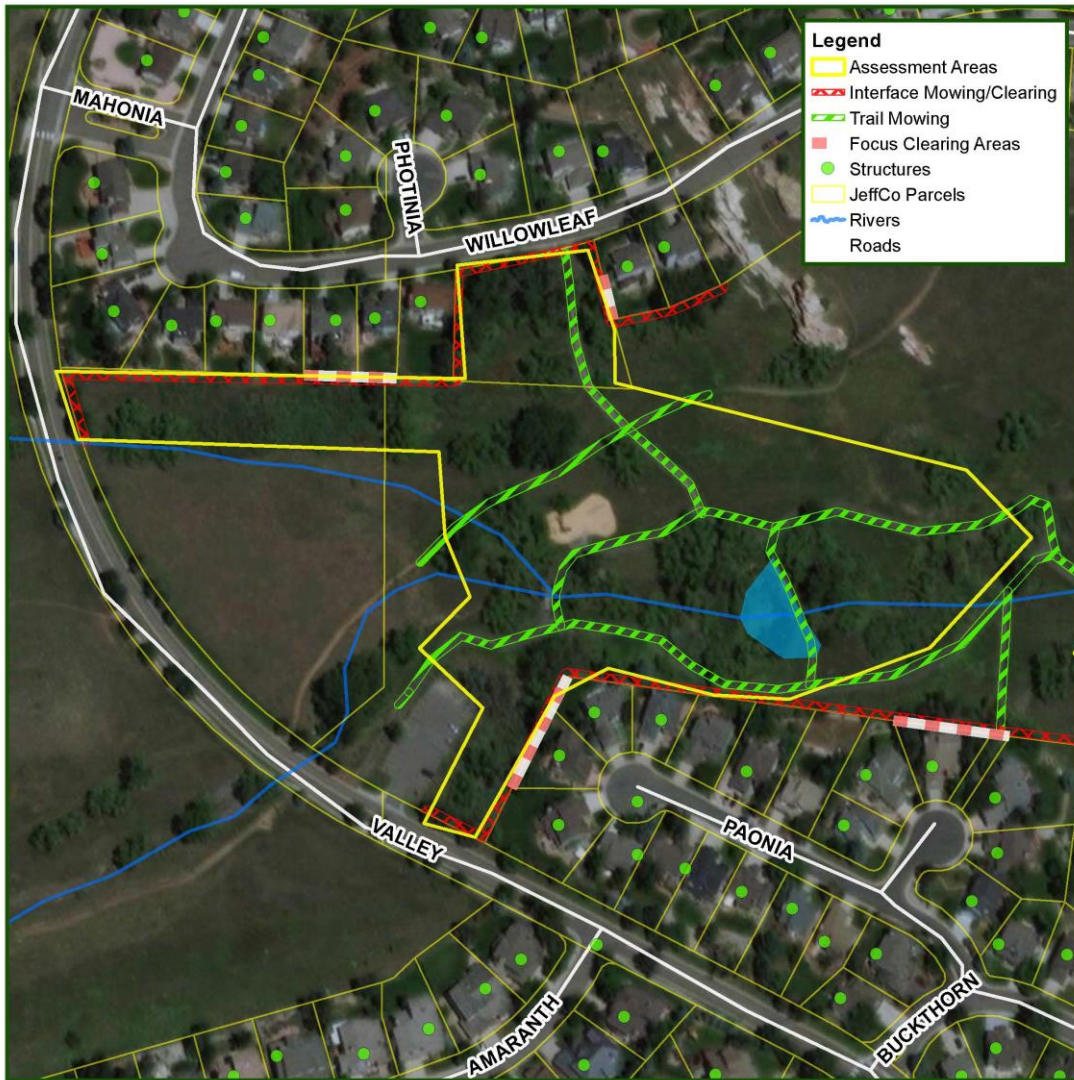 Legend
Assessment Areas
Interface Mowing/Clearing
Trail Mowing
Focus Clearing Areas
Structures
JeffCo Parcels
Rivers
Roads
MAHONIA
PHOTINIA
WILLOWLEAF
VALLEY
PAONIA
AMARANTH
BUCKTHORN